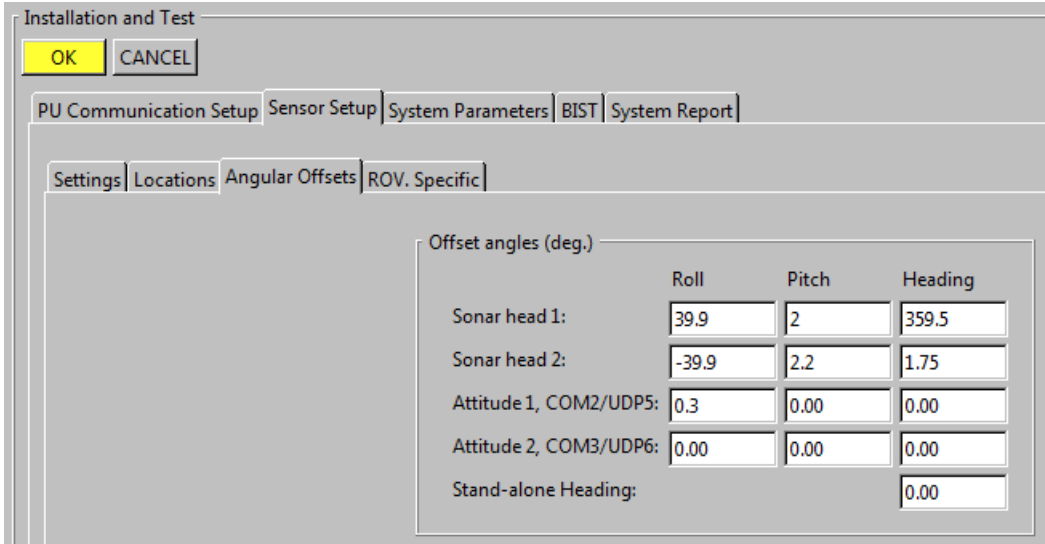 Installation and Test
OK CANCEL
PU Communication Setup Sensor Setup System Parameters BIST System Report
Settings Locations Angular Offsets ROV. Specific
Offset angles (deg.)
Roll Pitch Heading
Sonar head 1: 39.9 2 359.5
Sonar head 2: -39.9 2.2 1.75
Attitude 1, COM2/UDP5: 0.3 0.00 0.00
Attitude 2, COM3/UDP6: 0.00 0.00 0.00
Stand-alone Heading: 0.00